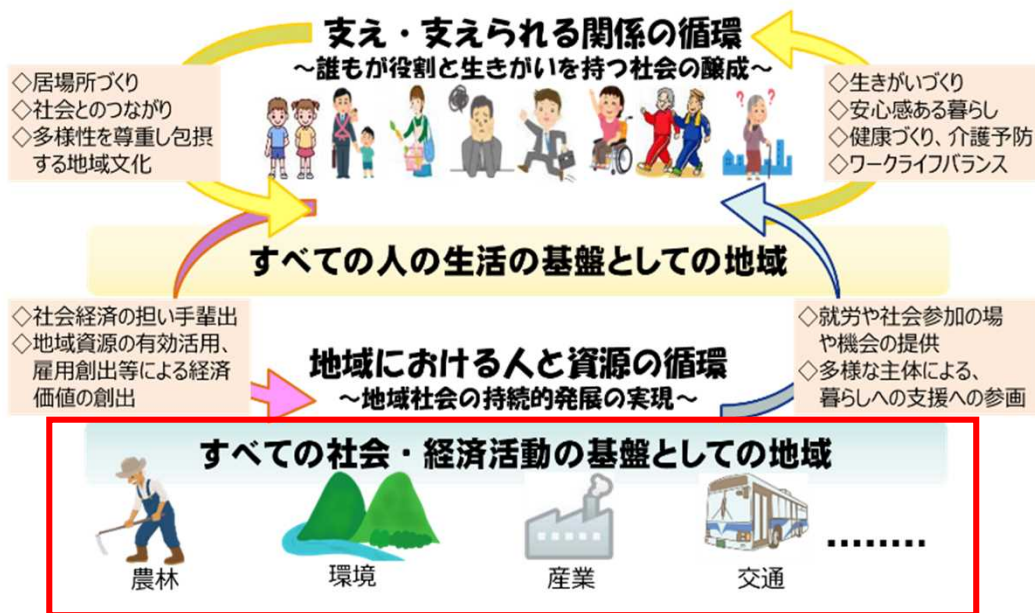 支え・支えられる関係の循環
～誰もが役割と生きがいを持つ社会の醸成～
◇居場所づくり
◇社会とのつながり
◇多様性を尊重し包摂
する地域文化
◇生きがいづくり
◇安心感ある暮らし
◇健康づくり、介護予防
◇ワークライフバランス
すべての人の生活の基盤としての地域
◇社会経済の担い手輩出
◇地域資源の有効活用、
雇用創出等による経済
価値の創出
地域における人と資源の循環
～地域社会の持続的発展の実現～
◇就労や社会参加の場
や機会の提供
◇多様な主体による、
暮らしへの支援への参画
すべての社会・経済活動の基盤としての地域
農林
環境
産業
交通
………